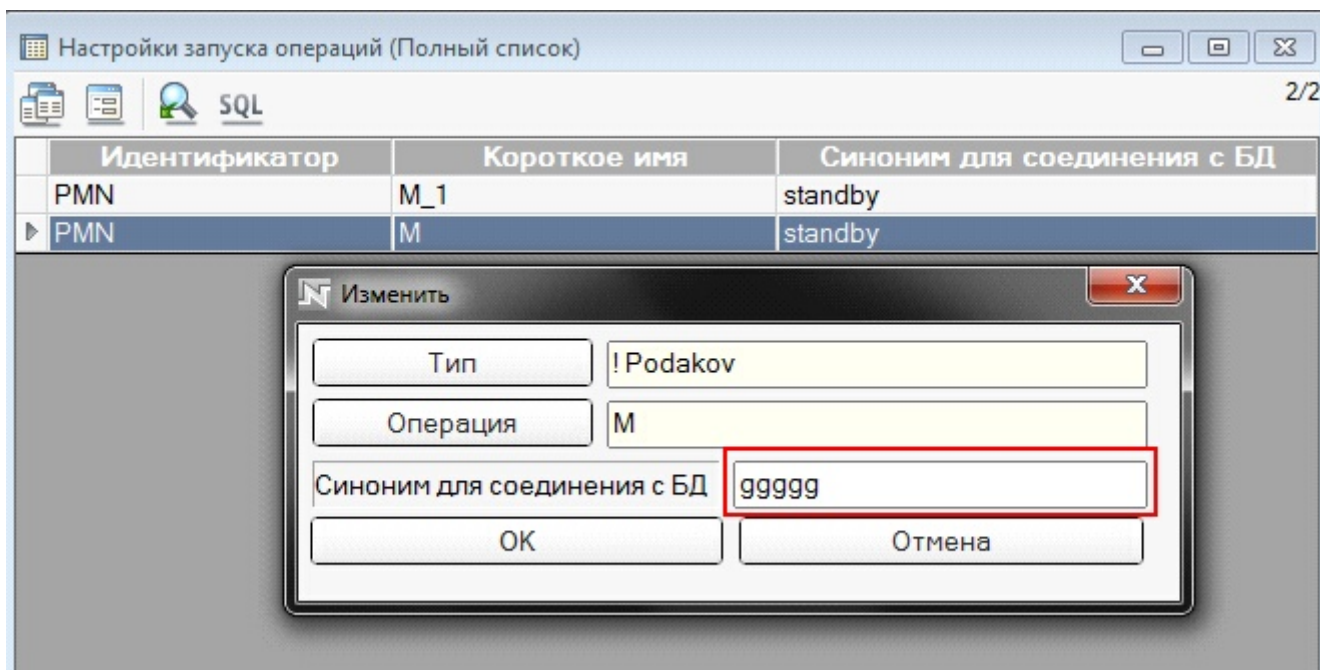 Настройки запуска операций (Полный список)
SQL
2/2
Идентификатор Короткое имя Синоним для соединения с БД
PMN M_1 standby
PMN M standby
Изменить
Тип ! Podakov
Операция M
Синоним для соединения с БД ggggg
OK Отмена